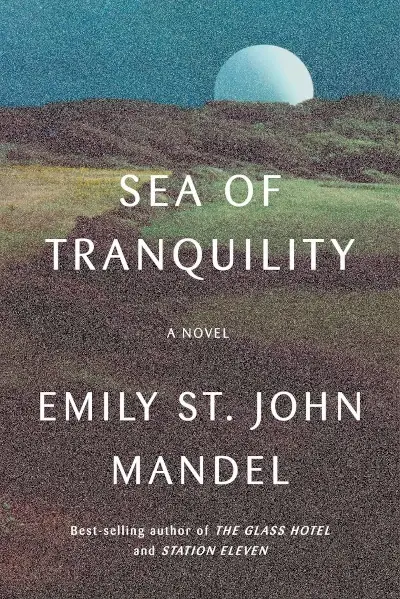 SEA OF
TRANQUILITY
A NOVEL
EMILY ST. JOHN
MANDEL
Best-selling author of THE GLASS HOTEL
and STATION ELEVEN